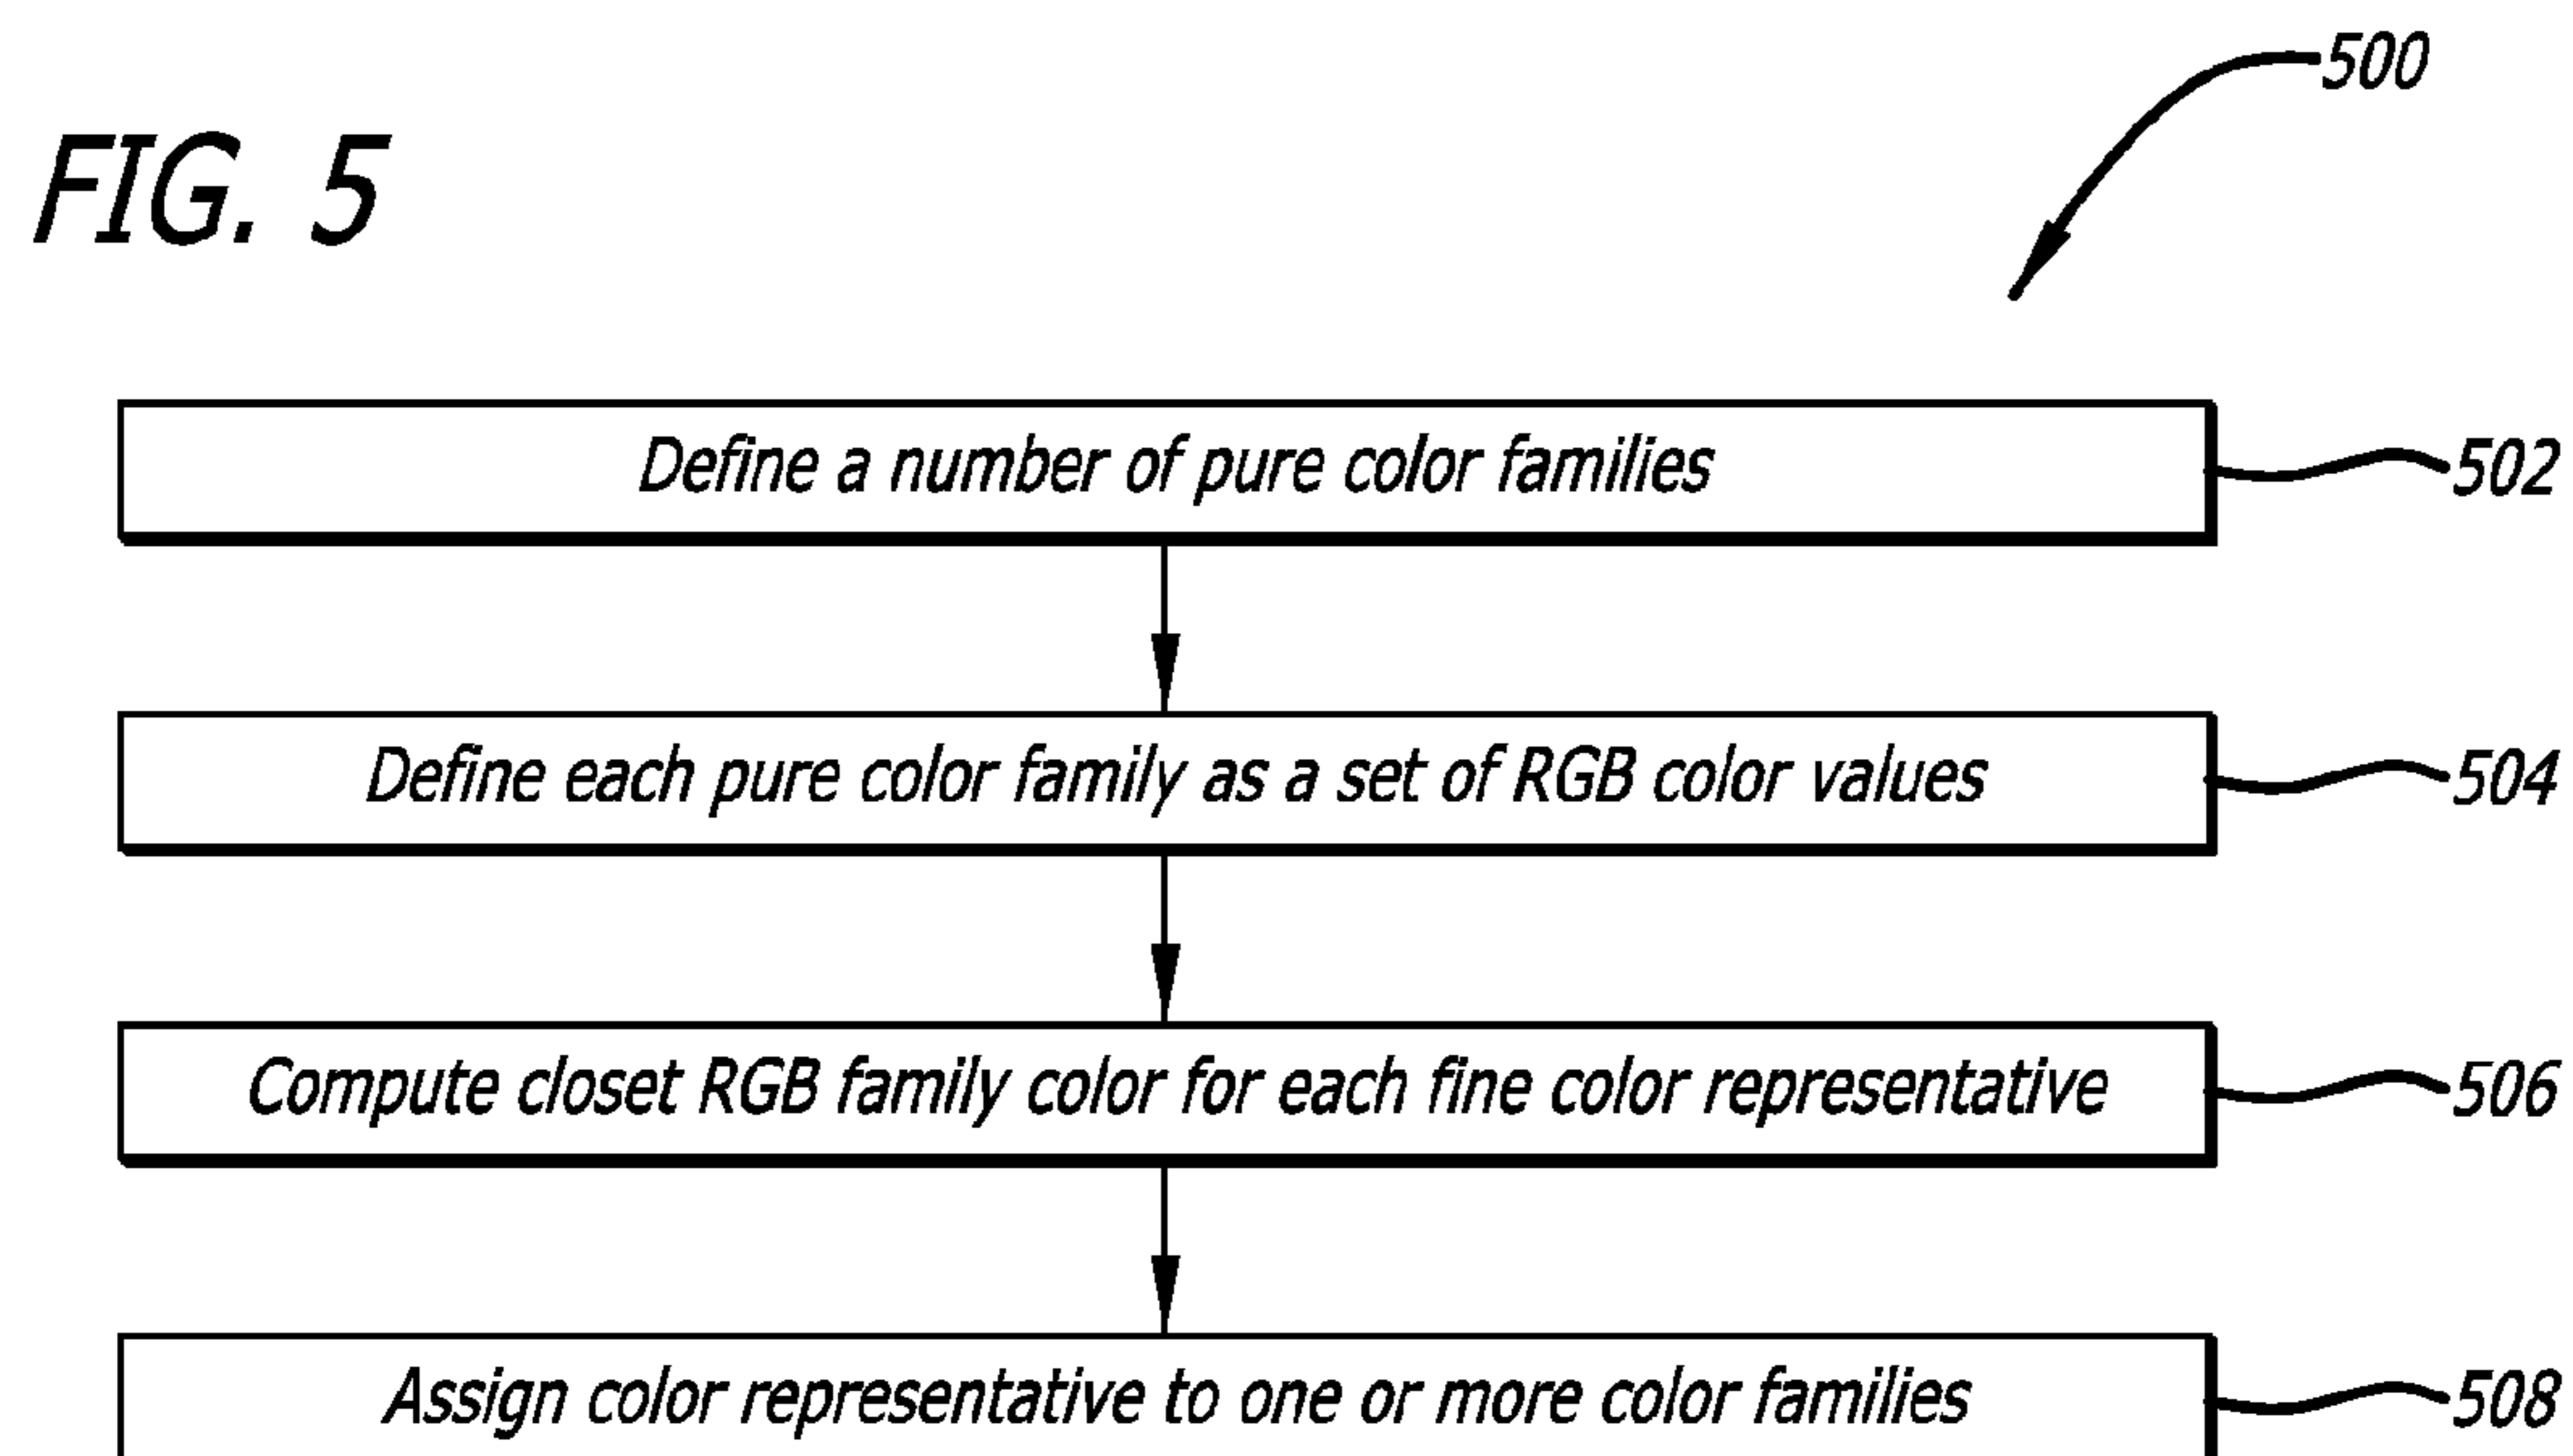 500
FIG. 5
Define a number of pure color families
502
Define each pure color family as a set of RGB color values
504
Compute closet RGB family color for each fine color representative
506
Assign color representative to one or more color families
508